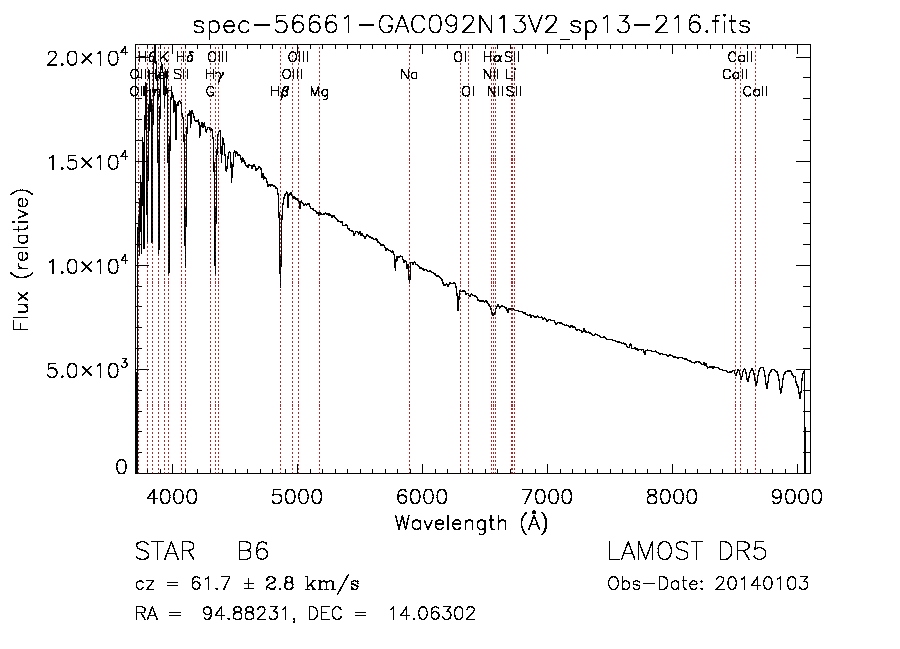 spec-56661-GAC092N13V2_sp13-216.fits
Hδ OIII OIII OI Hα SII CaII
SII Hγ OIII Na NII Li CaII
G Hβ Mg OI NII SII CaII
2.0×10⁴
1.5×10⁴
1.0×10⁴
5.0×10³
0
Flux (relative)
4000 5000 6000 7000 8000 9000
Wavelength (Å)
STAR B6 LAMOST DR5
cz = 61.7 ± 2.8 km/s Obs-Date: 20140103
RA = 94.88231, DEC = 14.06302